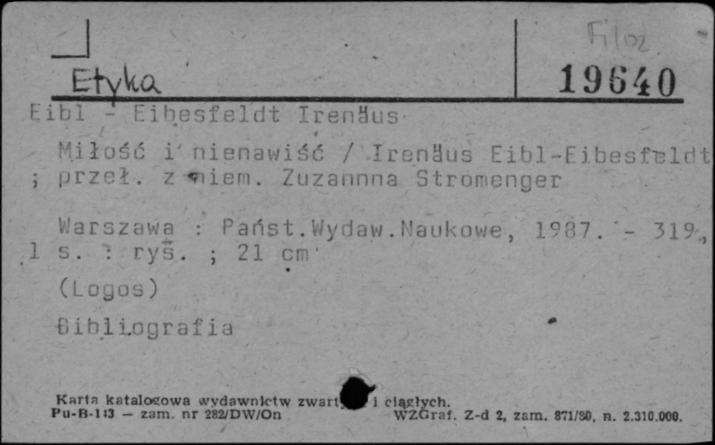 Filoz
Etyka 19640
Eibl - Eibesfeldt Irenäus
Miłość i nienawiść / Irenäus Eibl-Eibesfeldt
; przeł. z niem. Zuzannna Stromenger
Warszawa : Państ.Wydaw.Naukowe, 1987. - 319,
1 s. : rys. ; 21 cm
(Logos)
Bibliografia
Karta katalogowa wydawnictw zwartych i ciągłych.
Pu-B-113 — zam. nr 282/DW/On WZGraf. Z-d 2, zam. 871/80, n. 2.310.000.